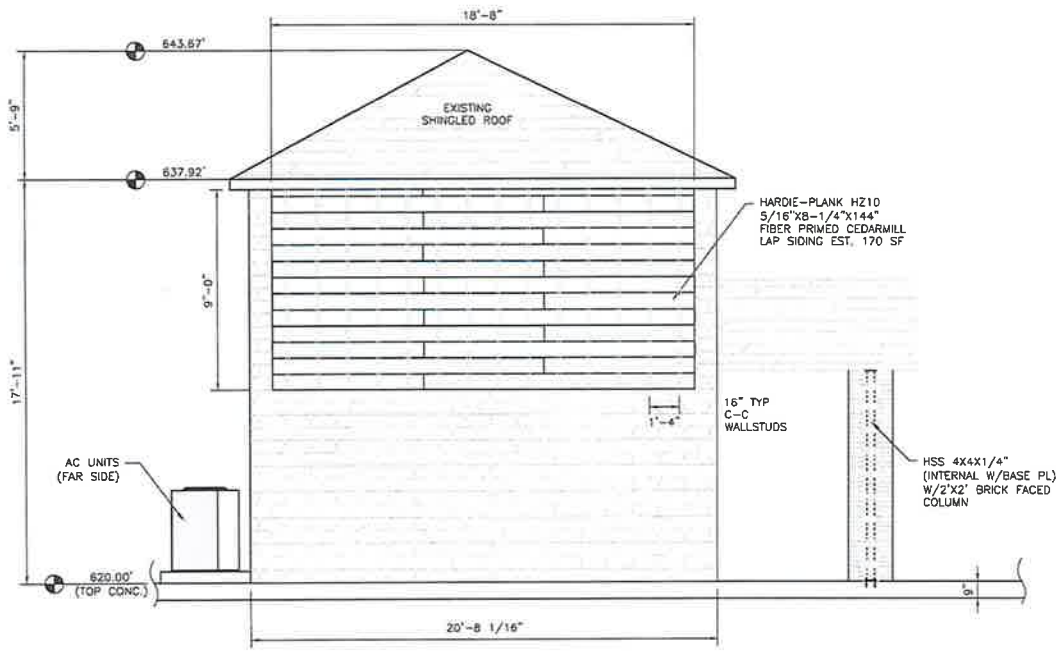 18'-8"
643.67'
5'-9"
EXISTING
SHINGLED ROOF
637.92'
HARDIE-PLANK HZ10
5/16"X8-1/4"X144"
FIBER PRIMED CEDARMILL
LAP SIDING EST. 170 SF
9'-0"
17'-11"
1'-4"
16" TYP
C-C
WALLSTUDS
AC UNITS
(FAR SIDE)
HSS 4X4X1/4"
(INTERNAL W/BASE PL)
W/2'X2' BRICK FACED
COLUMN
620.00'
(TOP CONC.)
9"
20'-8 1/16"